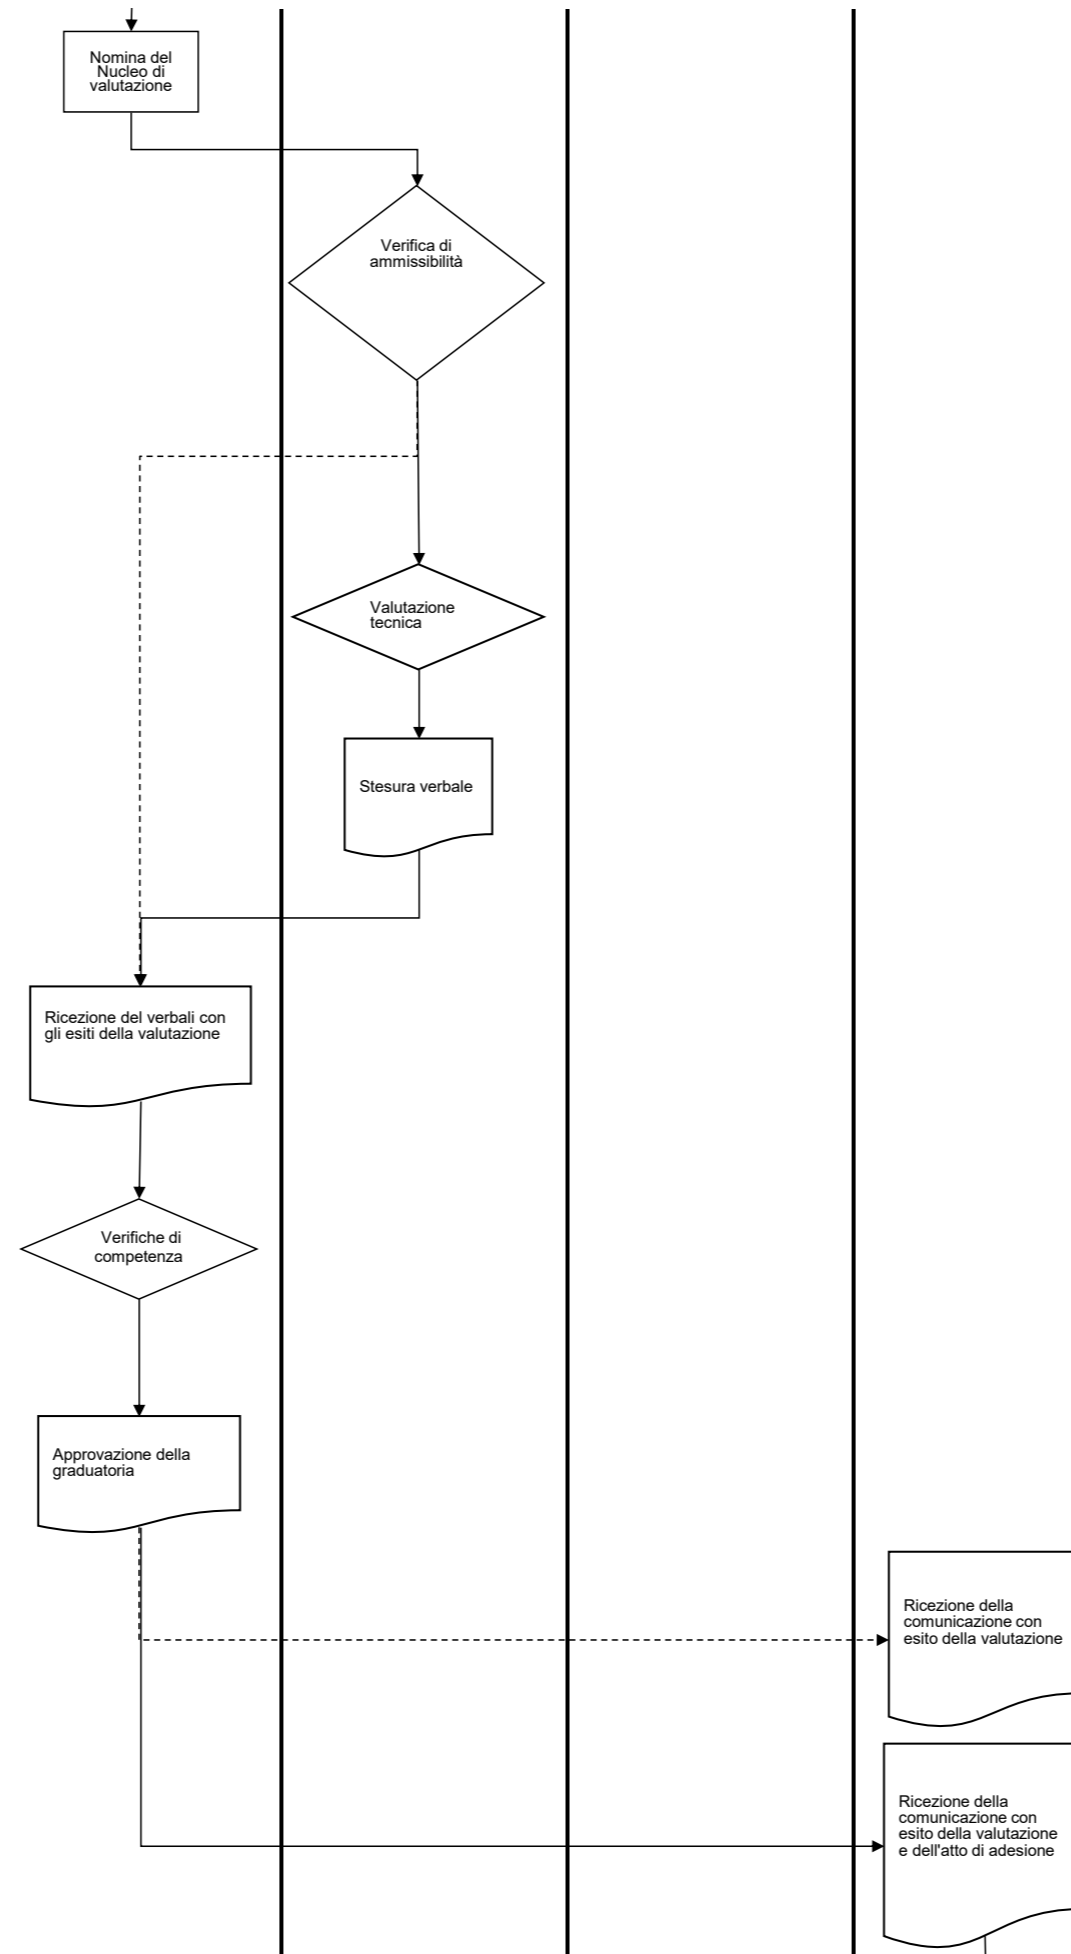 Nomina del
Nucleo di
valutazione
Verifica di
ammissibilità
Valutazione
tecnica
Stesura verbale
Ricezione del verbali con
gli esiti della valutazione
Verifiche di
competenza
Approvazione della
graduatoria
Ricezione della
comunicazione con
esito della valutazione
Ricezione della
comunicazione con
esito della valutazione
e dell'atto di adesione